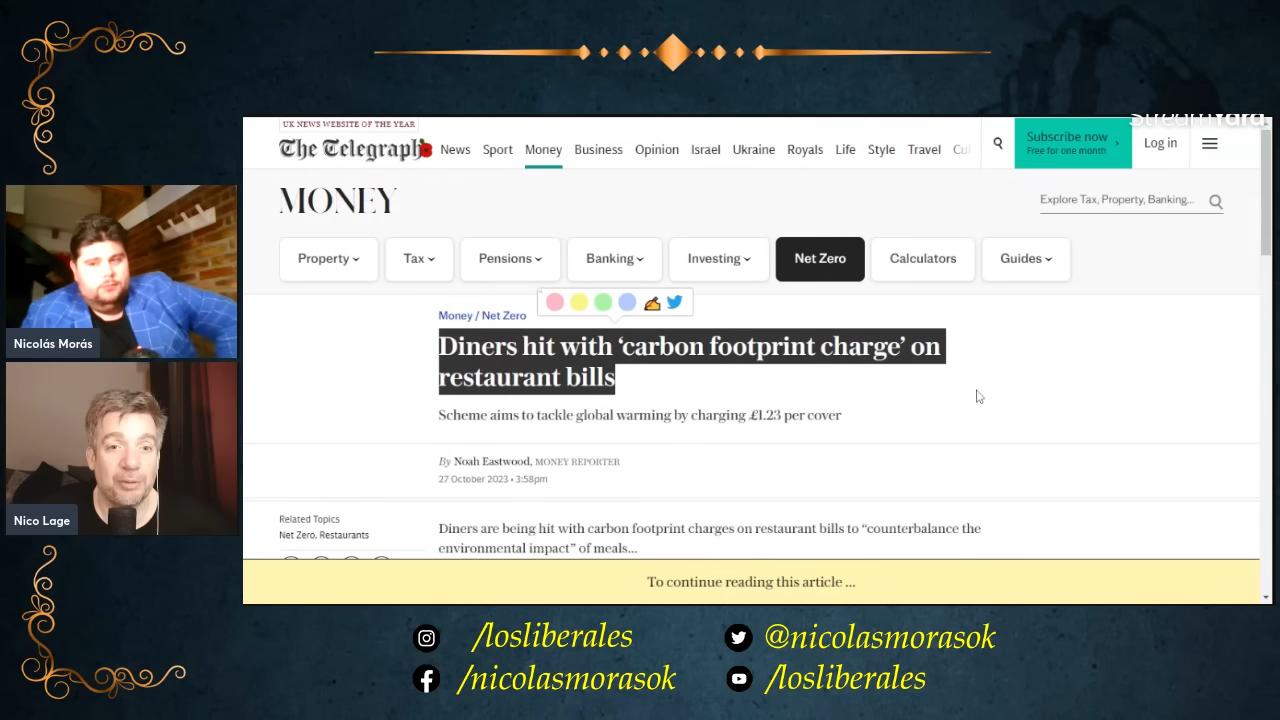 StreamYard
UK NEWS WEBSITE OF THE YEAR
The Telegraph
News Sport Money Business Opinion Israel Ukraine Royals Life Style Travel Cul
Subscribe now
Free for one month
Log in
MONEY
Explore Tax, Property, Banking...
Property Tax Pensions Banking Investing Net Zero Calculators Guides
Money / Net Zero
Diners hit with ‘carbon footprint charge’ on
restaurant bills
Scheme aims to tackle global warming by charging £1.23 per cover
By Noah Eastwood, MONEY REPORTER
27 October 2023 • 3:58pm
Related Topics
Net Zero, Restaurants
Diners are being hit with carbon footprint charges on restaurant bills to “counterbalance the
environmental impact” of meals...
To continue reading this article ...
Nicolás Morás
Nico Lage
/losliberales
@nicolasmorasok
/nicolasmorasok
/losliberales